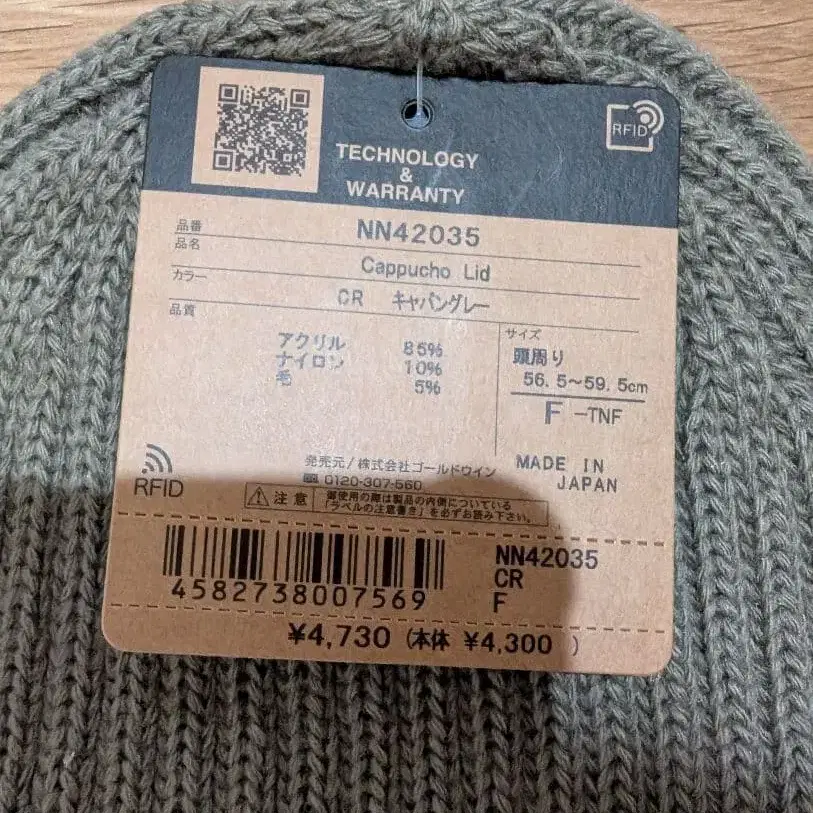 RFID
TECHNOLOGY
&
WARRANTY
品番 NN42035
品名 Cappucho Lid
カラー CR キャパングレー
品質
アクリル 85%
ナイロン 10%
毛 5%
サイズ
頭周り
56.5~59.5cm
F -TNF
MADE IN
JAPAN
RFID
発売元/株式会社ゴールドウイン
0120-307-560
注意 御使用の際は製品の内側についている
「ラベルの注意書き」を必ずお読み下さい。
4582738007569
NN42035
CR
F
¥4,730 (本体 ¥4,300 )